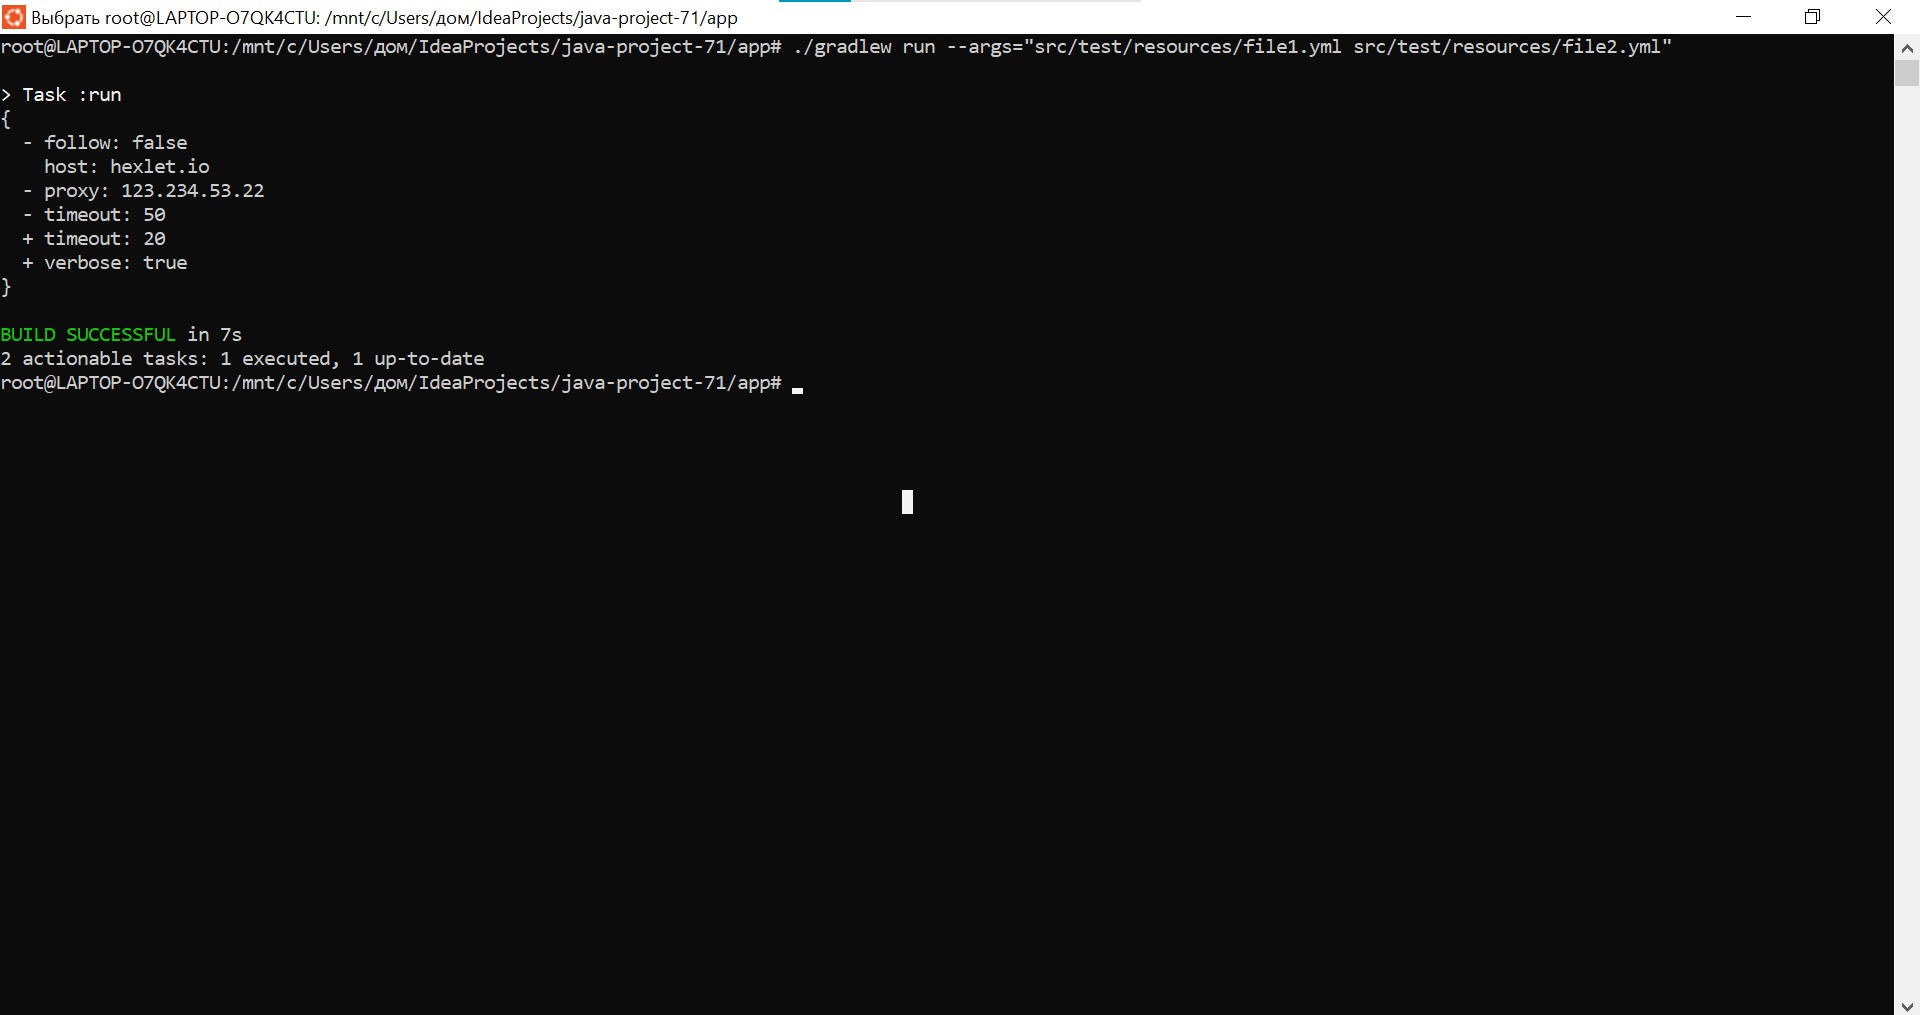 Выбрать root@LAPTOP-O7QK4CTU: /mnt/c/Users/дом/IdeaProjects/java-project-71/app
root@LAPTOP-O7QK4CTU:/mnt/c/Users/дом/IdeaProjects/java-project-71/app# ./gradlew run --args="src/test/resources/file1.yml src/test/resources/file2.yml"
> Task :run
{
  - follow: false
    host: hexlet.io
  - proxy: 123.234.53.22
  - timeout: 50
  + timeout: 20
  + verbose: true
}
BUILD SUCCESSFUL in 7s
2 actionable tasks: 1 executed, 1 up-to-date
root@LAPTOP-O7QK4CTU:/mnt/c/Users/дом/IdeaProjects/java-project-71/app#